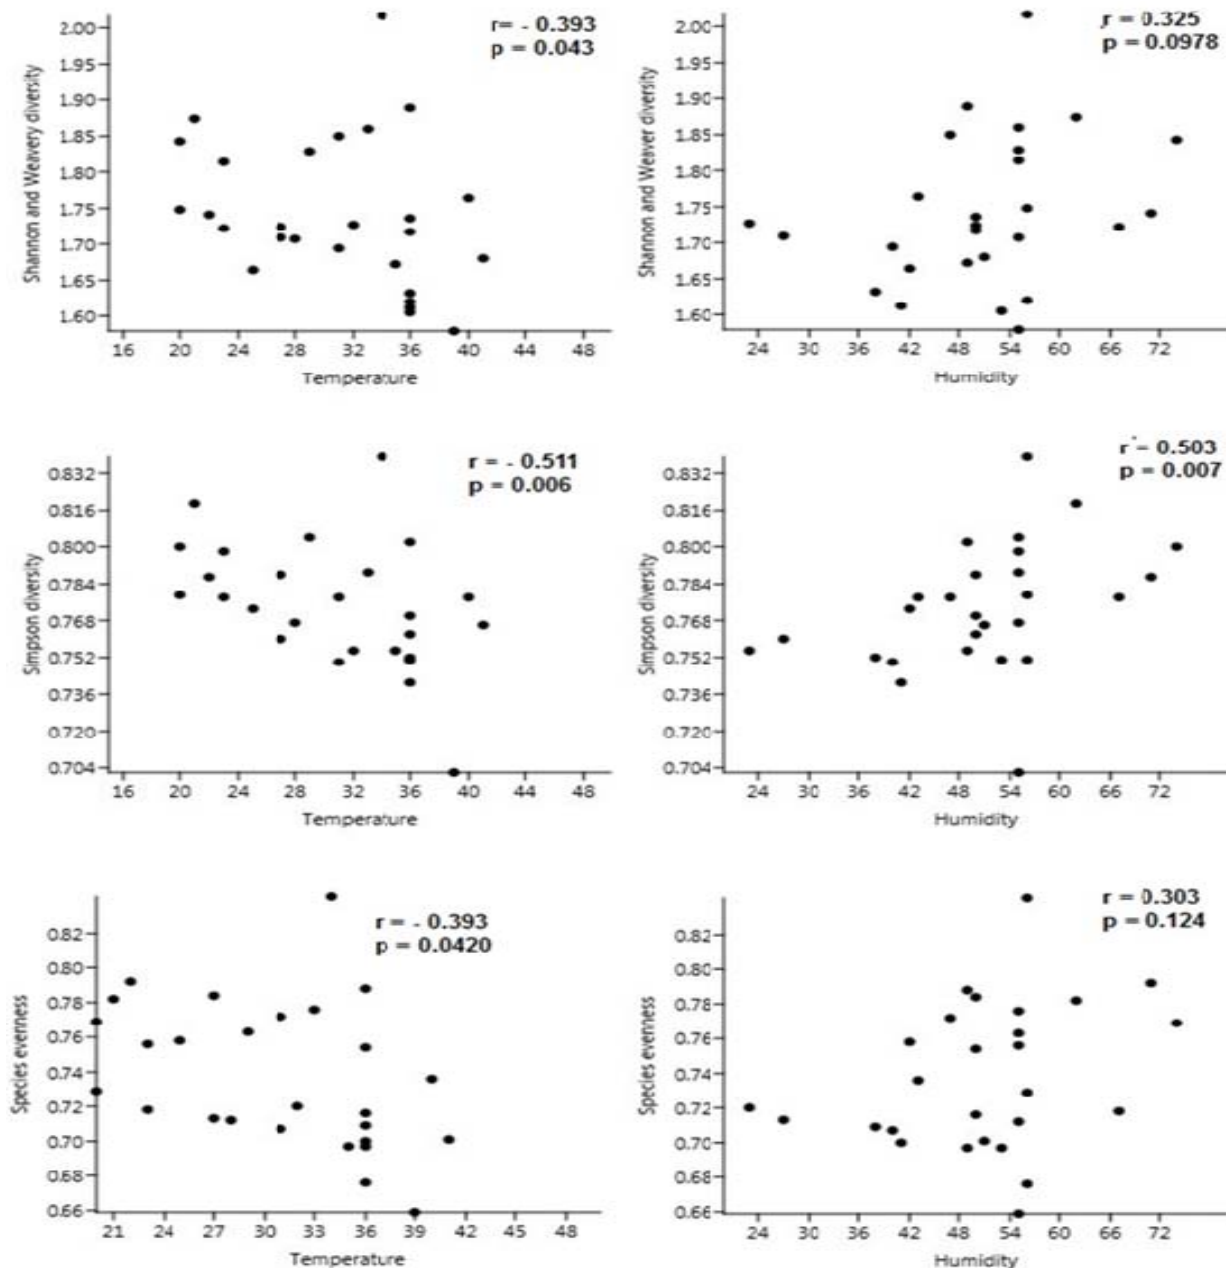 r= - 0.393
p = 0.043
Shannon and Weavery diversity
2.00
1.95
1.90
1.85
1.80
1.75
1.70
1.65
1.60
16 20 24 28 32 36 40 44 48
Temperature
r = 0.325
p = 0.0978
Shannon and Weaver diversity
2.00
1.95
1.90
1.85
1.80
1.75
1.70
1.65
1.60
24 30 36 42 48 54 60 66 72
Humidity
r = - 0.511
p = 0.006
Simpson diversity
0.832
0.816
0.800
0.784
0.768
0.752
0.736
0.720
0.704
16 20 24 28 32 36 40 44 48
Temperature
r = 0.503
p = 0.007
Simpson diversity
0.832
0.816
0.800
0.784
0.768
0.752
0.736
0.720
0.704
24 30 36 42 48 54 60 66 72
Humidity
r = - 0.393
p = 0.0420
Species evenness
0.82
0.80
0.78
0.76
0.74
0.72
0.70
0.68
0.66
21 24 27 30 33 36 39 42 45 48
Temperature
r = 0.303
p = 0.124
Species evenness
0.82
0.80
0.78
0.76
0.74
0.72
0.70
0.68
0.66
24 30 36 42 48 54 60 66 72
Humidity